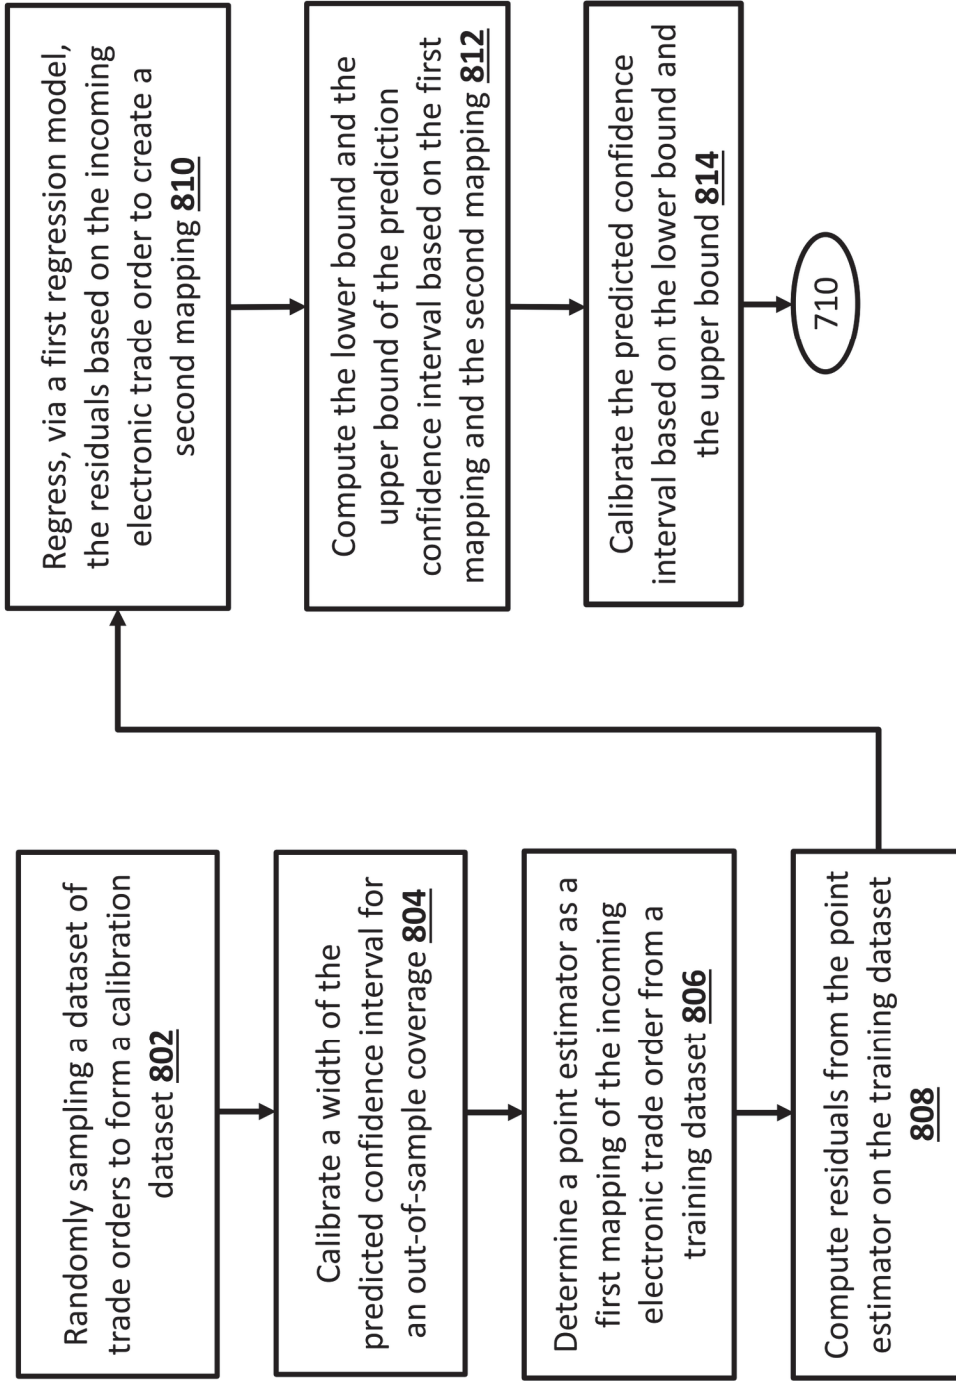 Randomly sampling a dataset of
trade orders to form a calibration
dataset 802
Calibrate a width of the
predicted confidence interval for
an out-of-sample coverage 804
Determine a point estimator as a
first mapping of the incoming
electronic trade order from a
training dataset 806
Compute residuals from the point
estimator on the training dataset
808
Regress, via a first regression model,
the residuals based on the incoming
electronic trade order to create a
second mapping 810
Compute the lower bound and the
upper bound of the prediction
confidence interval based on the first
mapping and the second mapping 812
Calibrate the predicted confidence
interval based on the lower bound and
the upper bound 814
710